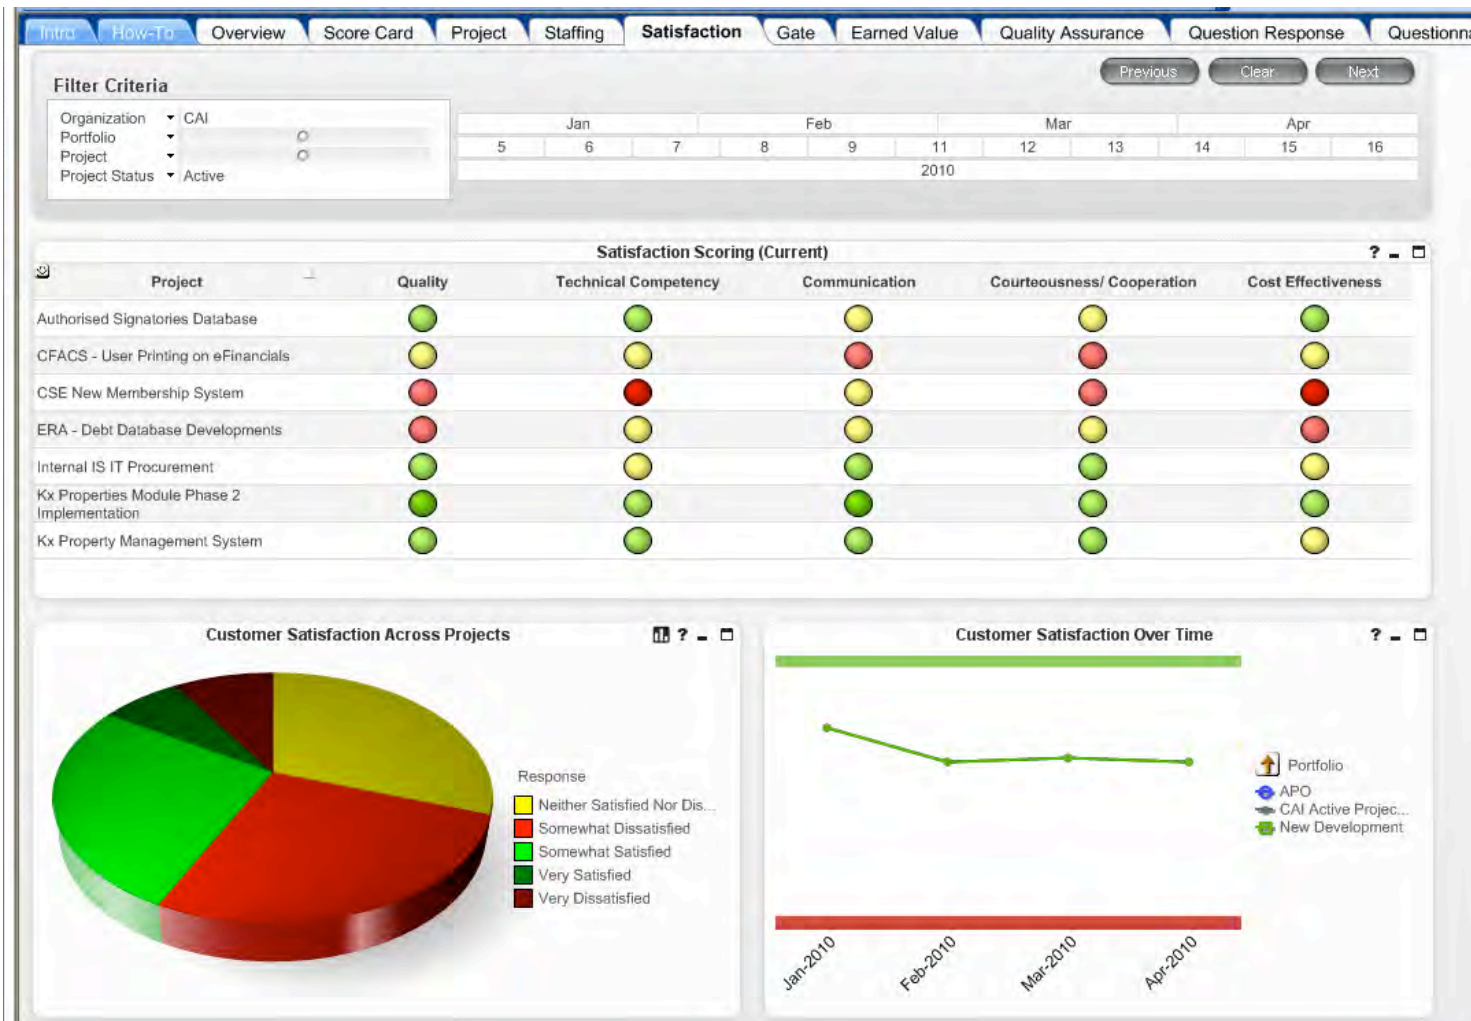 Intro How-To Overview Score Card Project Staffing Satisfaction Gate Earned Value Quality Assurance Question Response Questionna
Previous Clear Next
Filter Criteria
Organization CAI
Portfolio
Project
Project Status Active
Jan Feb Mar Apr
5 6 7 8 9 11 12 13 14 15 16
2010
Satisfaction Scoring (Current) ?
Project Quality Technical Competency Communication Courteousness/ Cooperation Cost Effectiveness
Authorised Signatories Database
CFACS - User Printing on eFinancials
CSE New Membership System
ERA - Debt Database Developments
Internal IS IT Procurement
Kx Properties Module Phase 2
Implementation
Kx Property Management System
Customer Satisfaction Across Projects ?
Response
Neither Satisfied Nor Dis...
Somewhat Dissatisfied
Somewhat Satisfied
Very Satisfied
Very Dissatisfied
Customer Satisfaction Over Time ?
Portfolio
APO
CAI Active Projec...
New Development
Jan-2010 Feb-2010 Mar-2010 Apr-2010